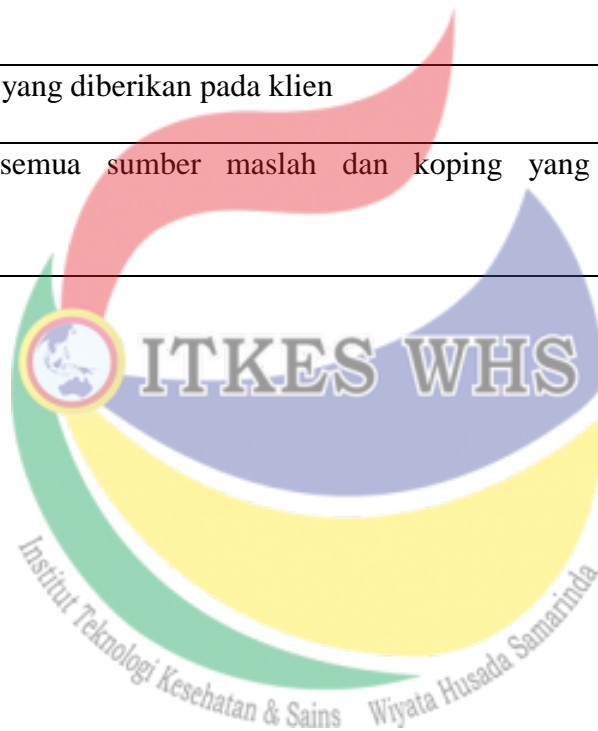 yang diberikan pada klien
semua sumber maslah dan koping yang
ITKES WHS
Institut Teknologi Kesehatan & Sains Wiyata Husada Samarinda